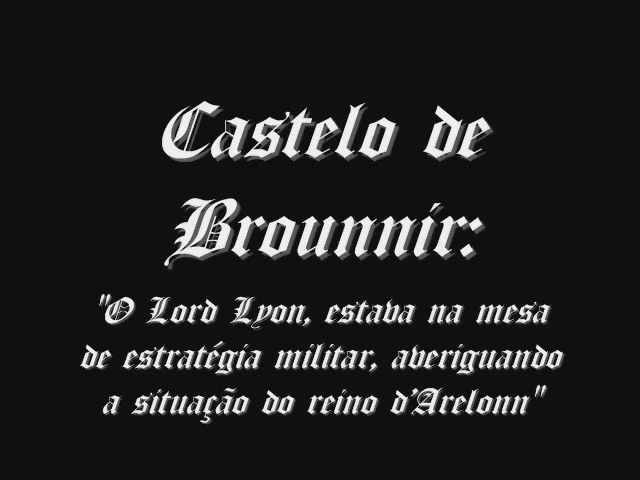 Castelo de
Brounnir:
"O Lord Lyon, estava na mesa
de estratégia militar, averiguando
a situação do reino d'Arelonn"